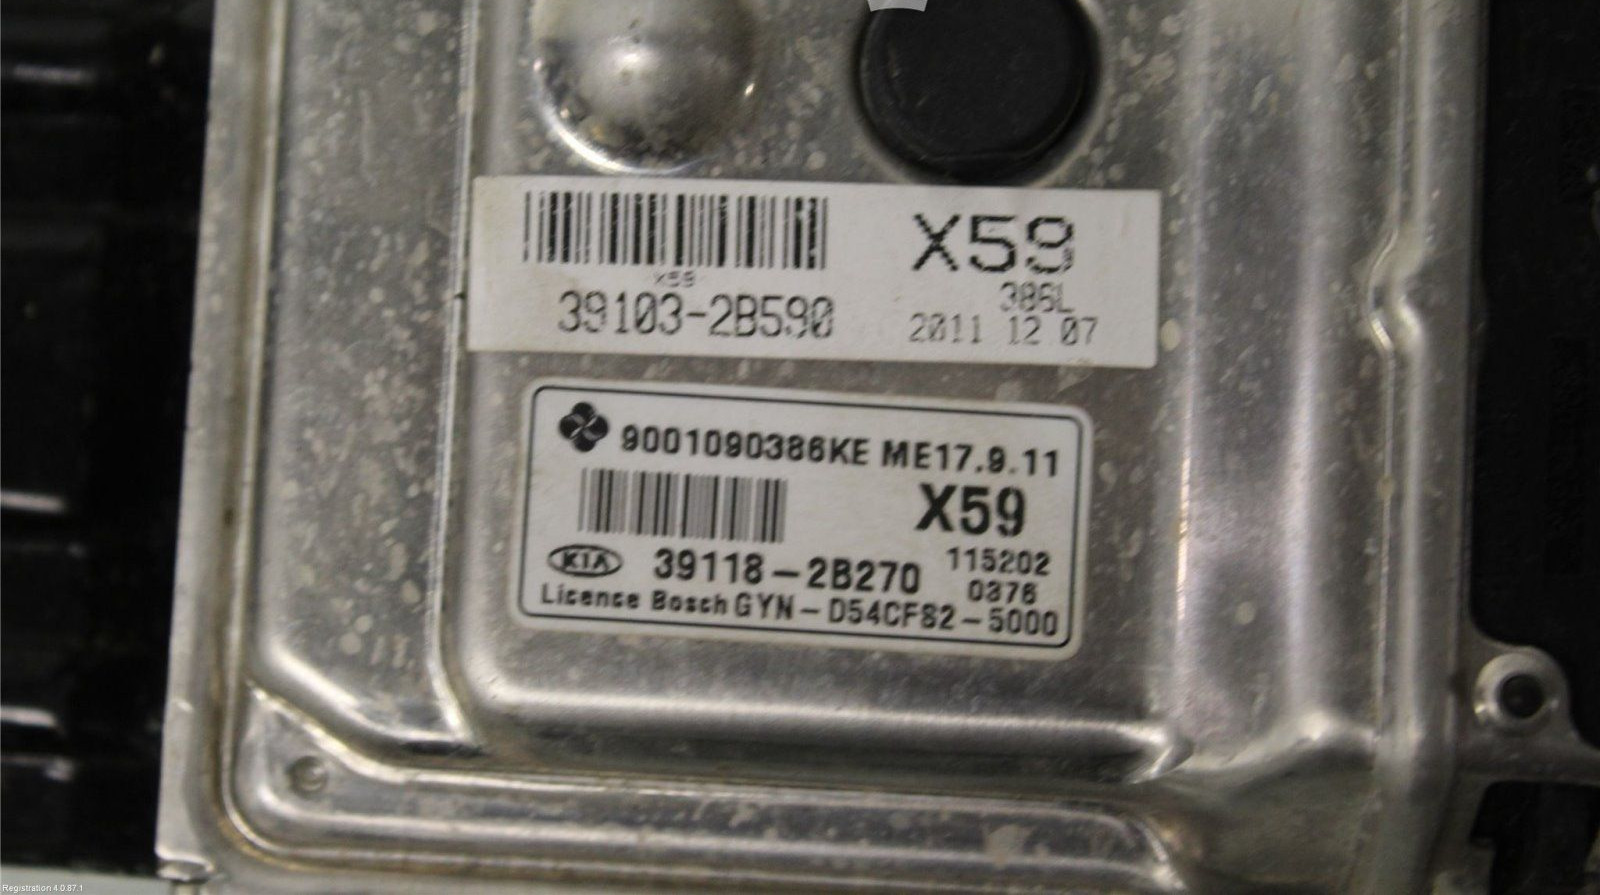 X59
39103-2B590
X59
386L
2011 12 07
9001090386KE ME17.9.11
X59
KIA 39118-2B270
115202
0376
Licence Bosch GYN-D54CFS2-5000
Registration 4.0.87.1